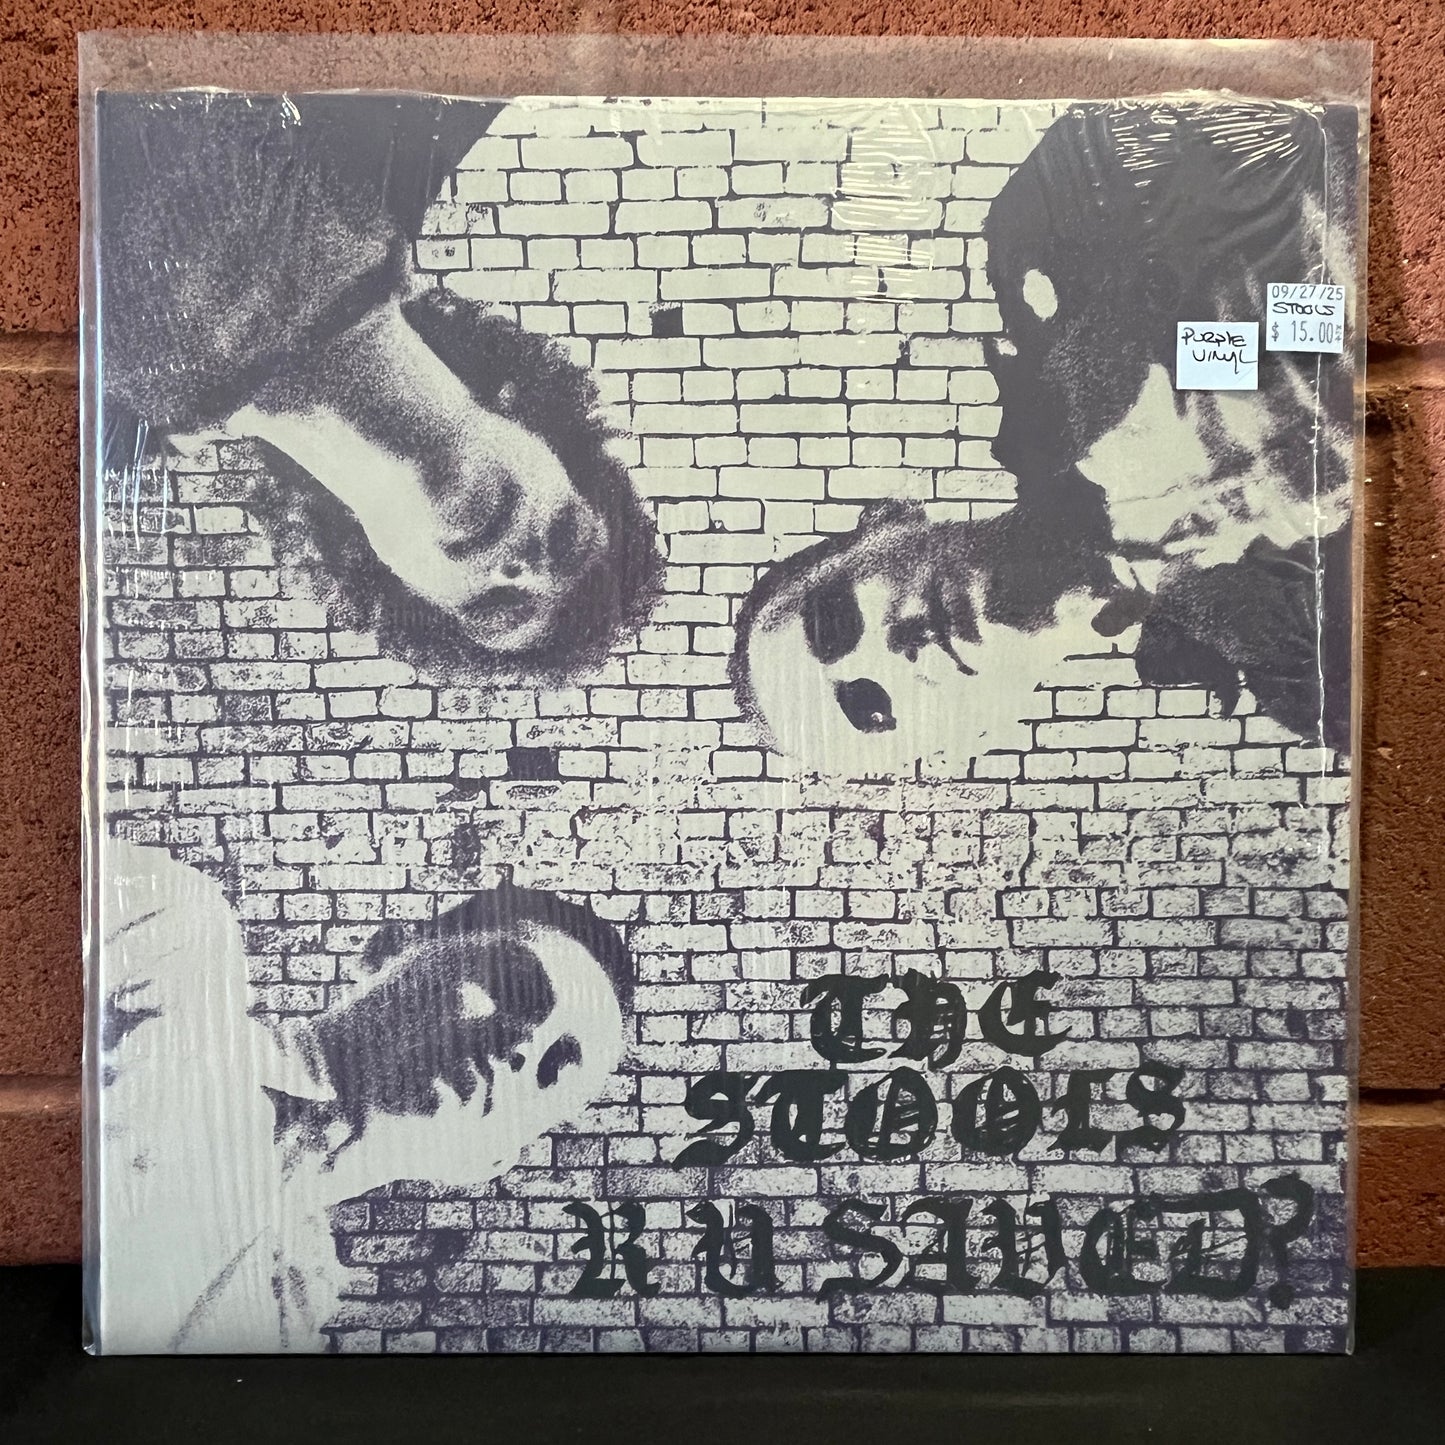 09/27/25
STOOLS
$ 15.00
PURPLE
VINYL
THE
STOOLS
R U SAVED?